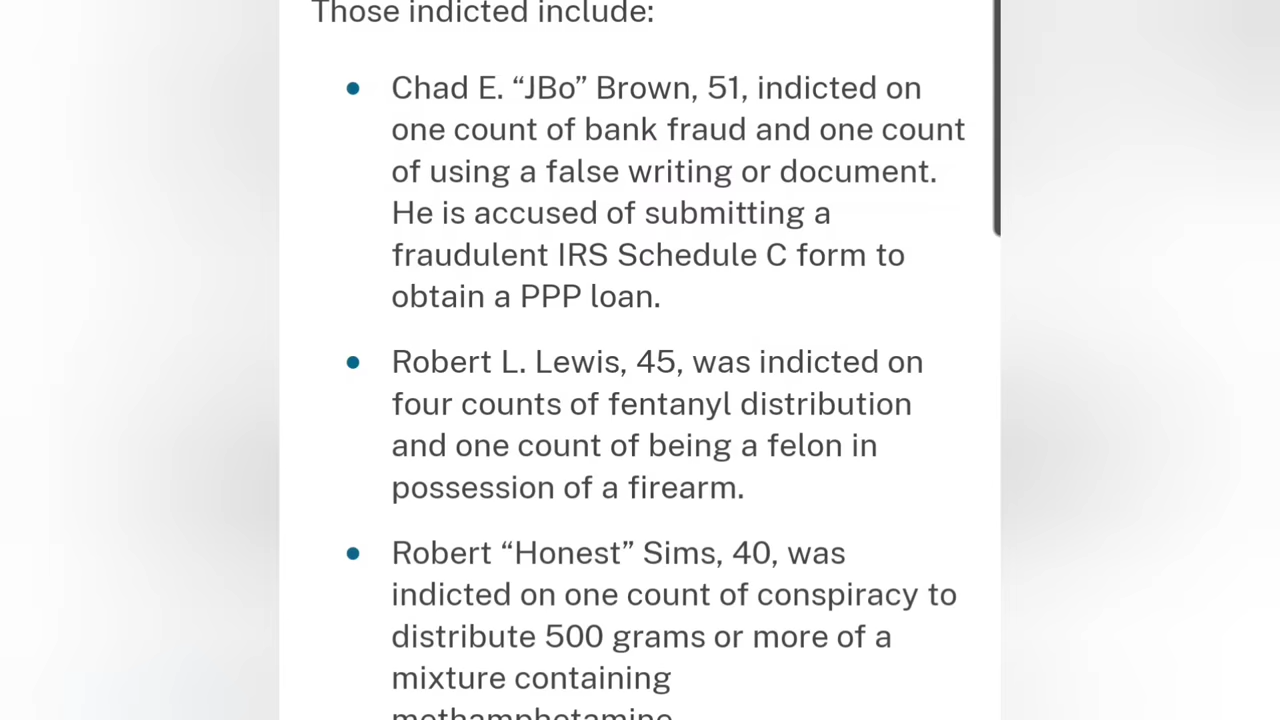 Those indicted include:
Chad E. “JBo” Brown, 51, indicted on
one count of bank fraud and one count
of using a false writing or document.
He is accused of submitting a
fraudulent IRS Schedule C form to
obtain a PPP loan.
Robert L. Lewis, 45, was indicted on
four counts of fentanyl distribution
and one count of being a felon in
possession of a firearm.
Robert “Honest” Sims, 40, was
indicted on one count of conspiracy to
distribute 500 grams or more of a
mixture containing
methamphetamine.